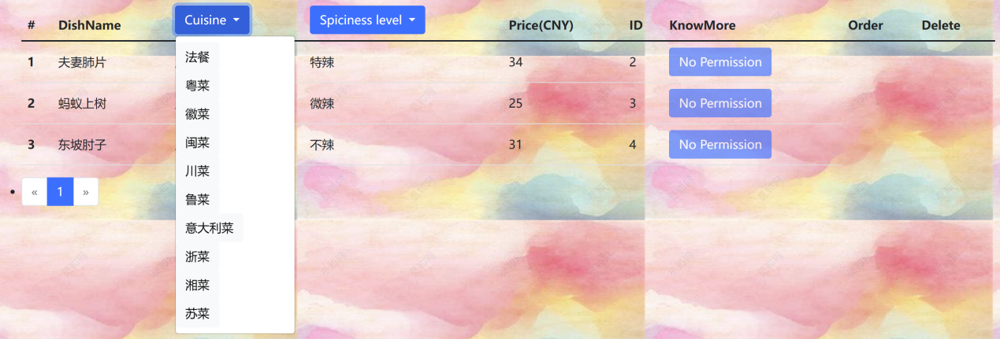 # DishName Cuisine Spiciness level Price(CNY) ID KnowMore Order Delete
1 夫妻肺片 特辣 34 2 No Permission
2 蚂蚁上树 微辣 25 3 No Permission
3 东坡肘子 不辣 31 4 No Permission
« 1 »
法餐
粤菜
徽菜
闽菜
川菜
鲁菜
意大利菜
浙菜
湘菜
苏菜